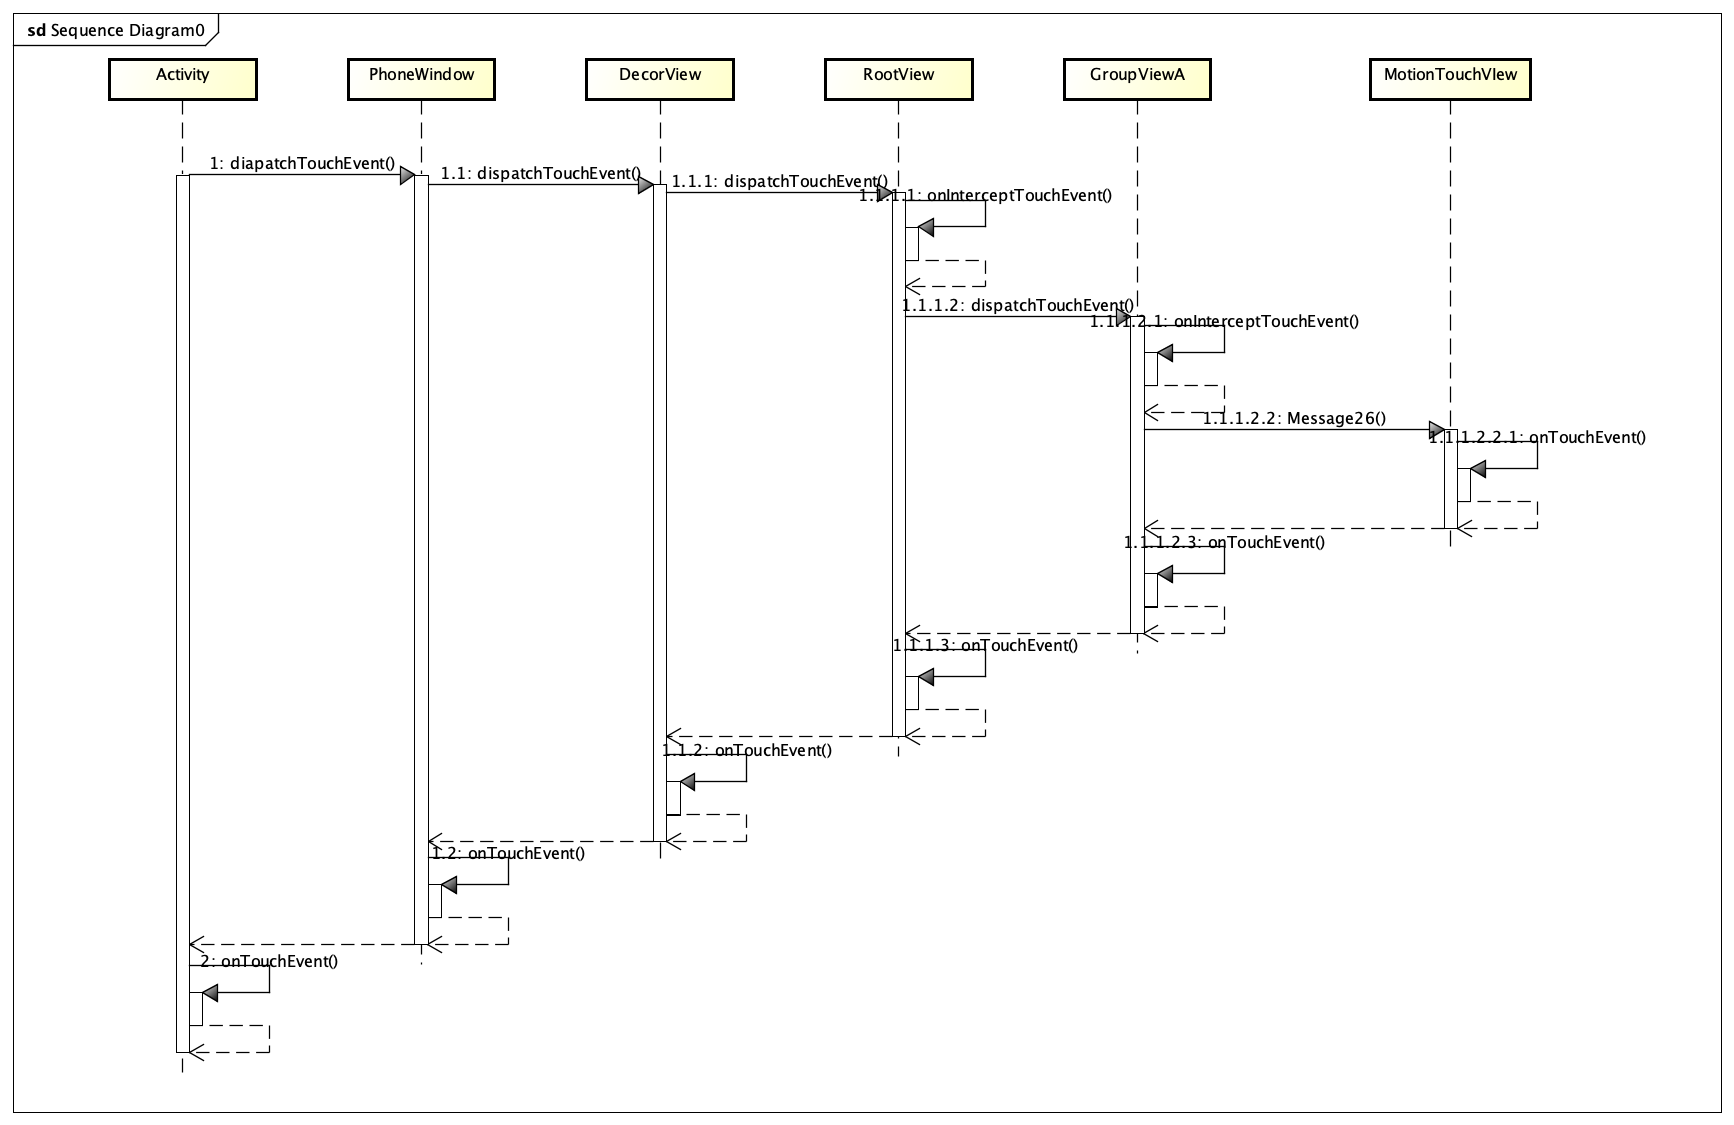 sd Sequence Diagram0
Activity
PhoneWindow
DecorView
RootView
GroupViewA
MotionTouchVIew
1: diapatchTouchEvent()
1.1: dispatchTouchEvent()
1.1.1: dispatchTouchEvent()
1.1.1.1: onInterceptTouchEvent()
1.1.1.2: dispatchTouchEvent()
1.1.1.2.1: onInterceptTouchEvent()
1.1.1.2.2: Message26()
1.1.1.2.2.1: onTouchEvent()
1.1.1.2.3: onTouchEvent()
1.1.1.3: onTouchEvent()
1.1.2: onTouchEvent()
1.2: onTouchEvent()
2: onTouchEvent()